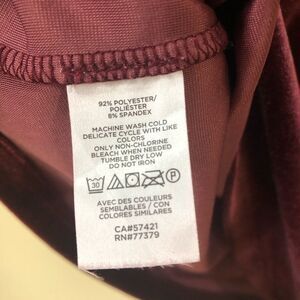 92% POLYESTER/
POLIÉSTER
8% SPANDEX
MACHINE WASH COLD
DELICATE CYCLE WITH LIKE
COLORS
ONLY NON-CHLORINE
BLEACH WHEN NEEDED
TUMBLE DRY LOW
DO NOT IRON
30 P
AVEC DES COULEURS
SEMBLABLES / CON
COLORES SIMILARES
CA#57421
RN#77379